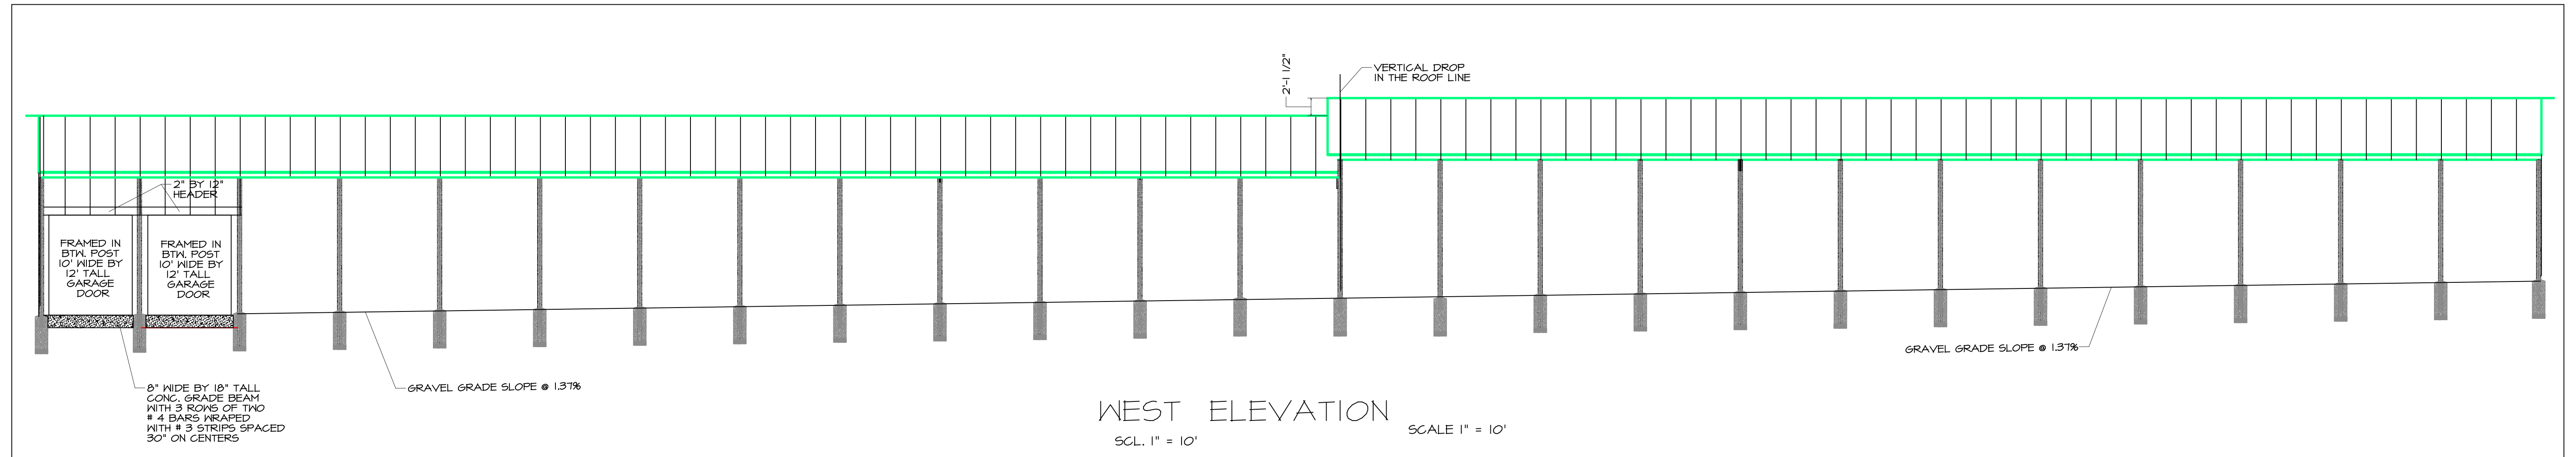 2'-1 1/2"
VERTICAL DROP
IN THE ROOF LINE
2" BY 12"
HEADER
FRAMED IN
BTW. POST
10' WIDE BY
12' TALL
GARAGE
DOOR
FRAMED IN
BTW. POST
10' WIDE BY
12' TALL
GARAGE
DOOR
GRAVEL GRADE SLOPE @ 1.37%
GRAVEL GRADE SLOPE @ 1.37%
8" WIDE BY 18" TALL
CONC. GRADE BEAM
WITH 3 ROWS OF TWO
# 4 BARS WRAPED
WITH # 3 STRIPS SPACED
30" ON CENTERS
WEST ELEVATION
SCL. 1" = 10'
SCALE 1" = 10'